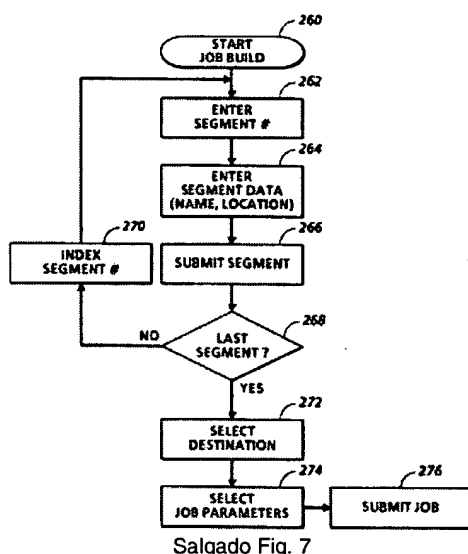 260
START
JOB BUILD
262
ENTER
SEGMENT #
264
ENTER
SEGMENT DATA
(NAME, LOCATION)
270
INDEX
SEGMENT #
266
SUBMIT SEGMENT
268
NO
LAST
SEGMENT ?
YES
272
SELECT
DESTINATION
274
SELECT
JOB PARAMETERS
276
SUBMIT JOB
Salgado Fig. 7